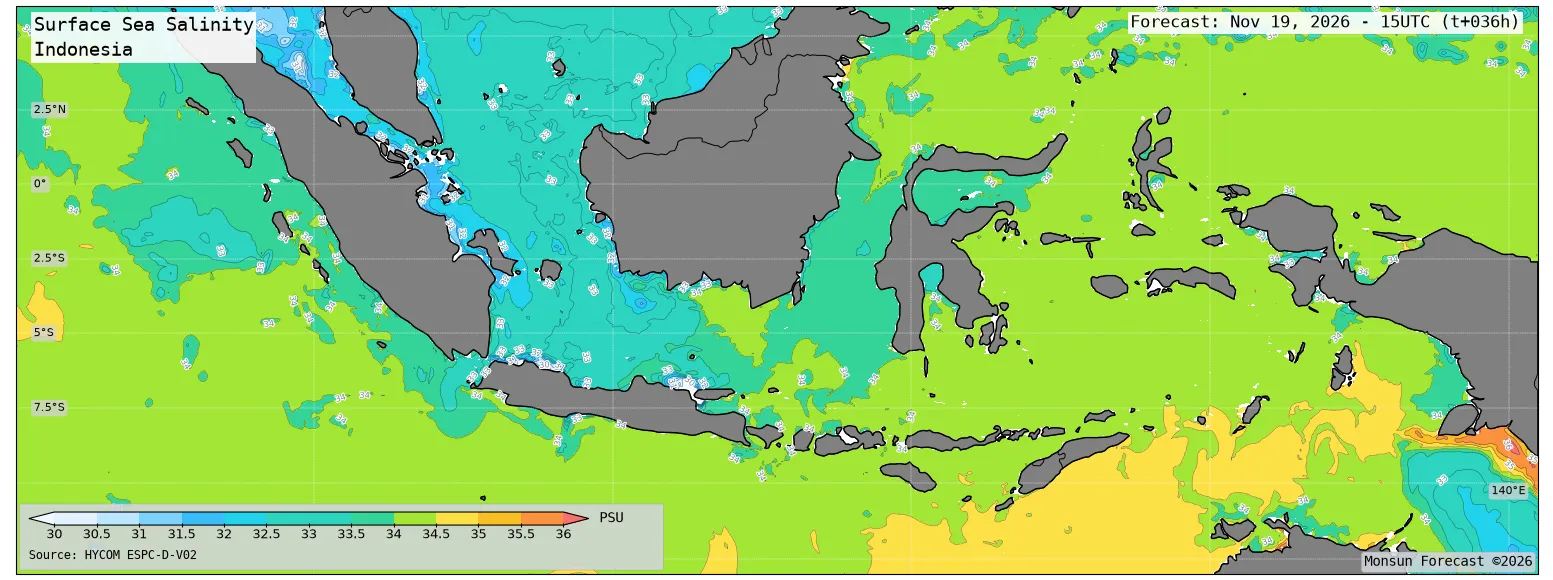 Surface Sea Salinity
Indonesia
Forecast: Nov 19, 2026 - 15UTC (t+036h)
2.5°N
0°
2.5°S
5°S
7.5°S
140°E
PSU
30 30.5 31 31.5 32 32.5 33 33.5 34 34.5 35 35.5 36
Source: HYCOM ESPC-D-V02
Monsun Forecast ©2026